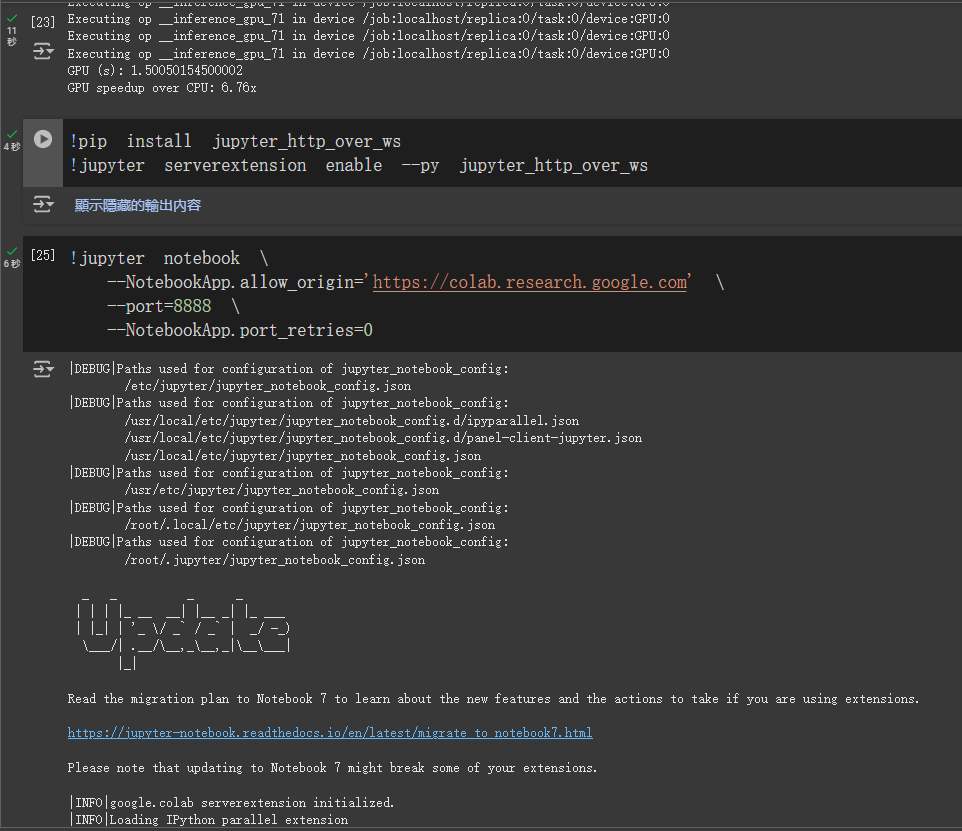 Executing op __inference_gpu_71 in device /job:localhost/replica:0/task:0/device:GPU:0
[23] Executing op __inference_gpu_71 in device /job:localhost/replica:0/task:0/device:GPU:0
11
秒
Executing op __inference_gpu_71 in device /job:localhost/replica:0/task:0/device:GPU:0
Executing op __inference_gpu_71 in device /job:localhost/replica:0/task:0/device:GPU:0
GPU (s): 1.50050154500002
GPU speedup over CPU: 6.76x
4 秒
!pip install jupyter_http_over_ws
!jupyter serverextension enable --py jupyter_http_over_ws
顯示隱藏的輸出內容
6 秒
[25] !jupyter notebook \
--NotebookApp.allow_origin='https://colab.research.google.com' \
--port=8888 \
--NotebookApp.port_retries=0
|DEBUG|Paths used for configuration of jupyter_notebook_config:
/etc/jupyter/jupyter_notebook_config.json
|DEBUG|Paths used for configuration of jupyter_notebook_config:
/usr/local/etc/jupyter/jupyter_notebook_config.d/ipyparallel.json
/usr/local/etc/jupyter/jupyter_notebook_config.d/panel-client-jupyter.json
/usr/local/etc/jupyter/jupyter_notebook_config.json
|DEBUG|Paths used for configuration of jupyter_notebook_config:
/usr/etc/jupyter/jupyter_notebook_config.json
|DEBUG|Paths used for configuration of jupyter_notebook_config:
/root/.local/etc/jupyter/jupyter_notebook_config.json
|DEBUG|Paths used for configuration of jupyter_notebook_config:
/root/.jupyter/jupyter_notebook_config.json
Update
Read the migration plan to Notebook 7 to learn about the new features and the actions to take if you are using extensions.
https://jupyter-notebook.readthedocs.io/en/latest/migrate_to_notebook7.html
Please note that updating to Notebook 7 might break some of your extensions.
|INFO|google.colab serverextension initialized.
|INFO|Loading IPython parallel extension